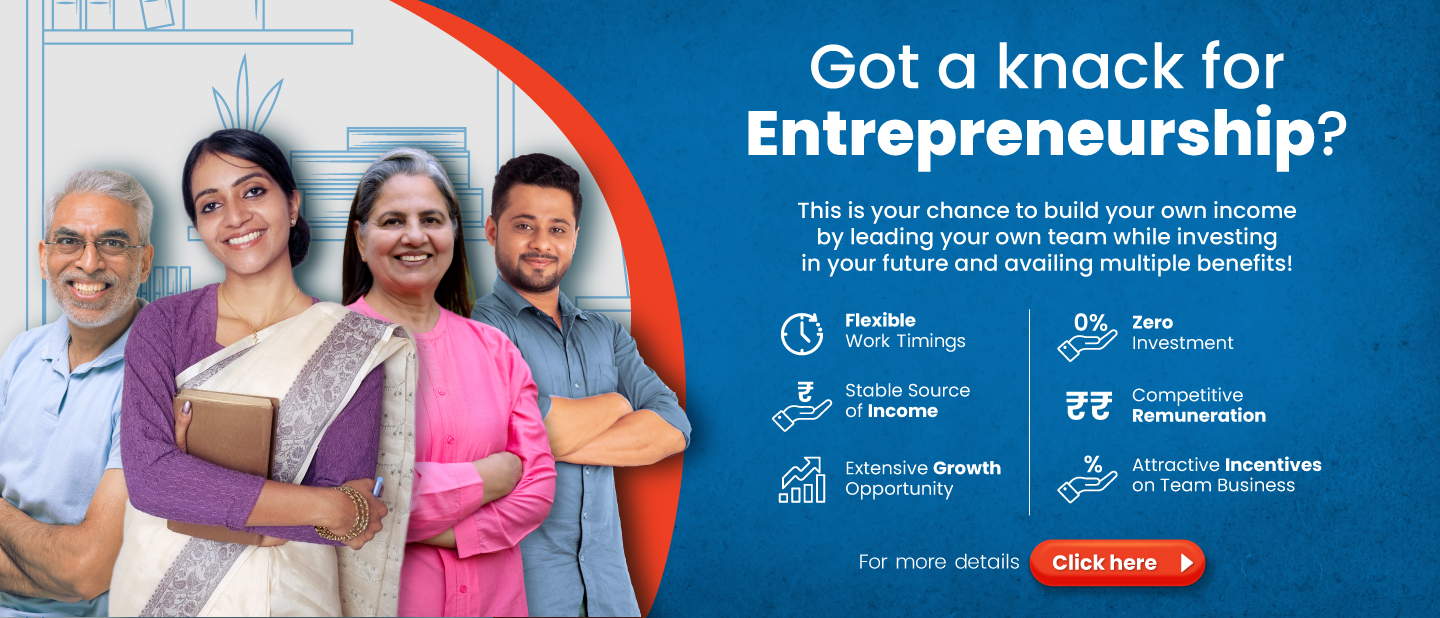 Got a knack for
Entrepreneurship?
This is your chance to build your own income
by leading your own team while investing
in your future and availing multiple benefits!
Flexible
Work Timings
₹
Stable Source
of Income
Extensive Growth
Opportunity
0%
Zero
Investment
₹₹
Competitive
Remuneration
%
Attractive Incentives
on Team Business
For more details Click here